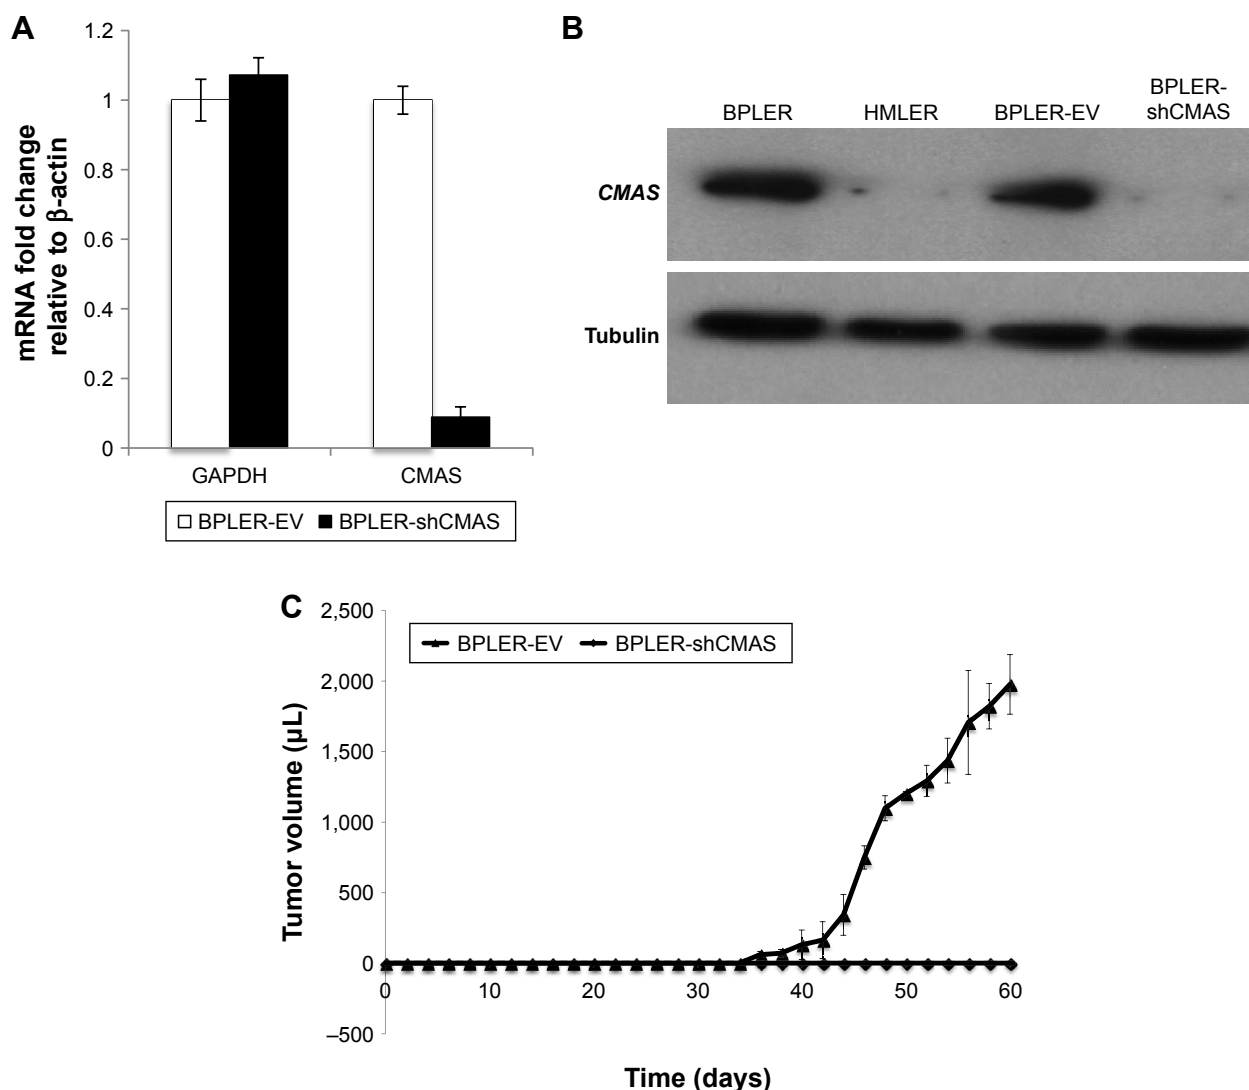 A
mRNA fold change
relative to β-actin
1.2
1
0.8
0.6
0.4
0.2
0
GAPDH
CMAS
BPLER-EV
BPLER-shCMAS
B
BPLER
HMLER
BPLER-EV
BPLER-
shCMAS
CMAS
Tubulin
C
Tumor volume (µL)
2,500
2,000
1,500
1,000
500
0
–500
BPLER-EV
BPLER-shCMAS
0
10
20
30
40
50
60
Time (days)